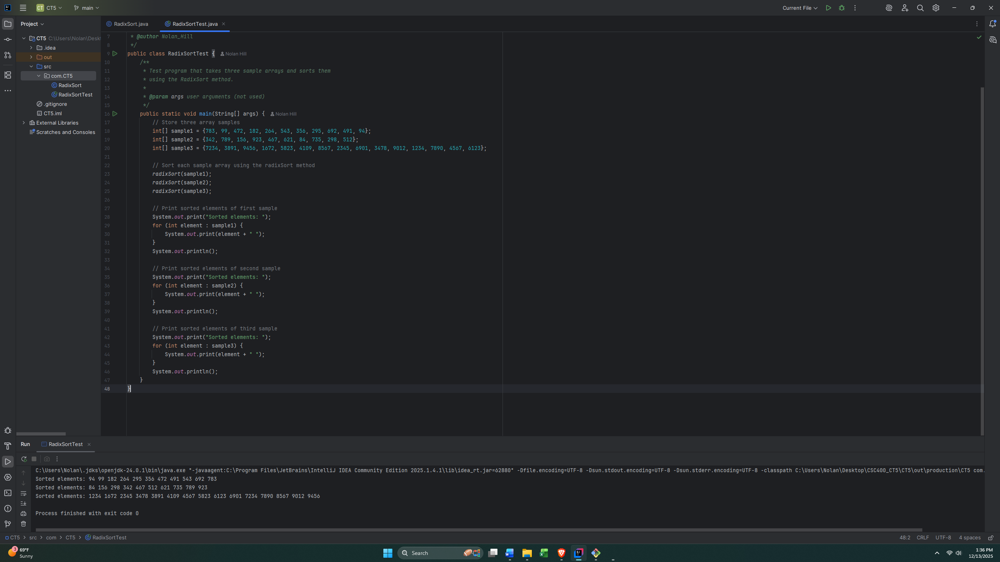 CT CT5 main Current File
Project RadixSort.java RadixSortTest.java
CT5 C:\Users\Nolan\Deskt
.idea
out
src
com.CT5
RadixSort
RadixSortTest
.gitignore
CT5.iml
External Libraries
Scratches and Consoles
7 * @author Nolan_Hill
8 */
9 public class RadixSortTest { Nolan Hill
10 /**
11 * Test program that takes three sample arrays and sorts them
12 * using the RadixSort method.
13 *
14 * @param args user arguments (not used)
15 */
16 public static void main(String[] args) { Nolan Hill
17 // Store three array samples
18 int[] sample1 = {783, 99, 472, 182, 264, 543, 356, 295, 692, 491, 94};
19 int[] sample2 = {342, 789, 156, 923, 467, 621, 84, 735, 298, 512};
20 int[] sample3 = {7234, 3891, 9456, 1672, 5823, 4109, 8567, 2345, 6901, 3478, 9012, 1234, 7890, 4567, 6123};
21
22 // Sort each sample array using the radixSort method
23 radixSort(sample1);
24 radixSort(sample2);
25 radixSort(sample3);
26
27 // Print sorted elements of first sample
28 System.out.print("Sorted elements: ");
29 for (int element : sample1) {
30 System.out.print(element + " ");
31 }
32 System.out.println();
33
34 // Print sorted elements of second sample
35 System.out.print("Sorted elements: ");
36 for (int element : sample2) {
37 System.out.print(element + " ");
38 }
39 System.out.println();
40
41 // Print sorted elements of third sample
42 System.out.print("Sorted elements: ");
43 for (int element : sample3) {
44 System.out.print(element + " ");
45 }
46 System.out.println();
47 }
48 }
Run RadixSortTest
C:\Users\Nolan\.jdks\openjdk-24.0.1\bin\java.exe "-javaagent:C:\Program Files\JetBrains\IntelliJ IDEA Community Edition 2025.1.4.1\lib\idea_rt.jar=62880" -Dfile.encoding=UTF-8 -Dsun.stdout.encoding=UTF-8 -Dsun.stderr.encoding=UTF-8 -classpath C:\Users\Nolan\Desktop\CSC400_CT5\CT5\out\production\CT5 com.
Sorted elements: 94 99 182 264 295 356 472 491 543 692 783
Sorted elements: 84 156 298 342 467 512 621 735 789 923
Sorted elements: 1234 1672 2345 3478 3891 4109 4567 5823 6123 6901 7234 7890 8567 9012 9456
Process finished with exit code 0
CT5 > src > com > CT5 > RadixSortTest 48:2 CRLF UTF-8 4 spaces
3 69°F
Sunny
Search
1:36 PM
12/13/2025